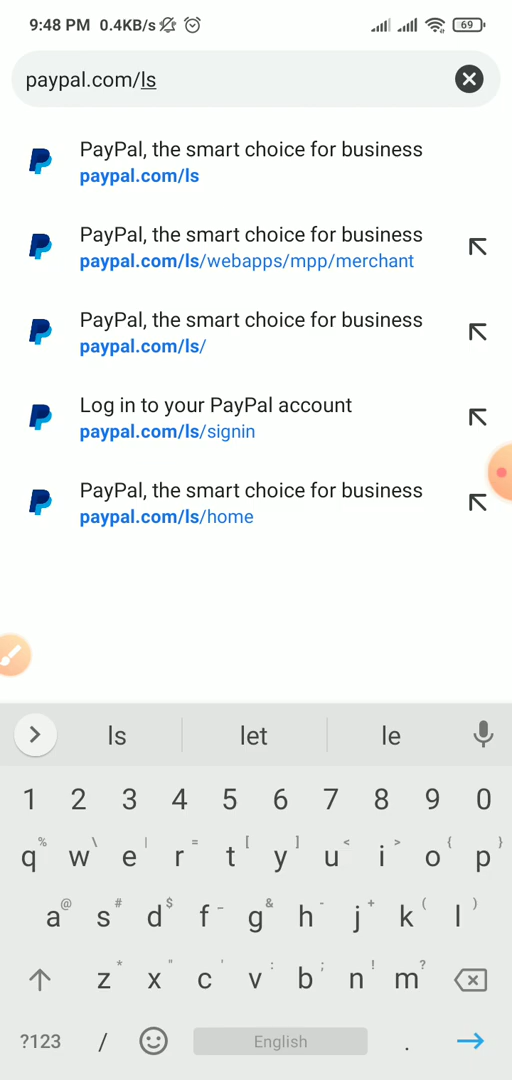 9:48 PM 0.4KB/s 69
paypal.com/ls
PayPal, the smart choice for business
paypal.com/ls
PayPal, the smart choice for business
paypal.com/ls/webapps/mpp/merchant
PayPal, the smart choice for business
paypal.com/ls/
Log in to your PayPal account
paypal.com/ls/signin
PayPal, the smart choice for business
paypal.com/ls/home
ls let le
1 2 3 4 5 6 7 8 9 0
% \ | = [ ] < > { }
q w e r t y u i o p
@ # $ _ & - + ( )
a s d f g h j k l
* " ' : ; ! ?
z x c v b n m
?123 / English .